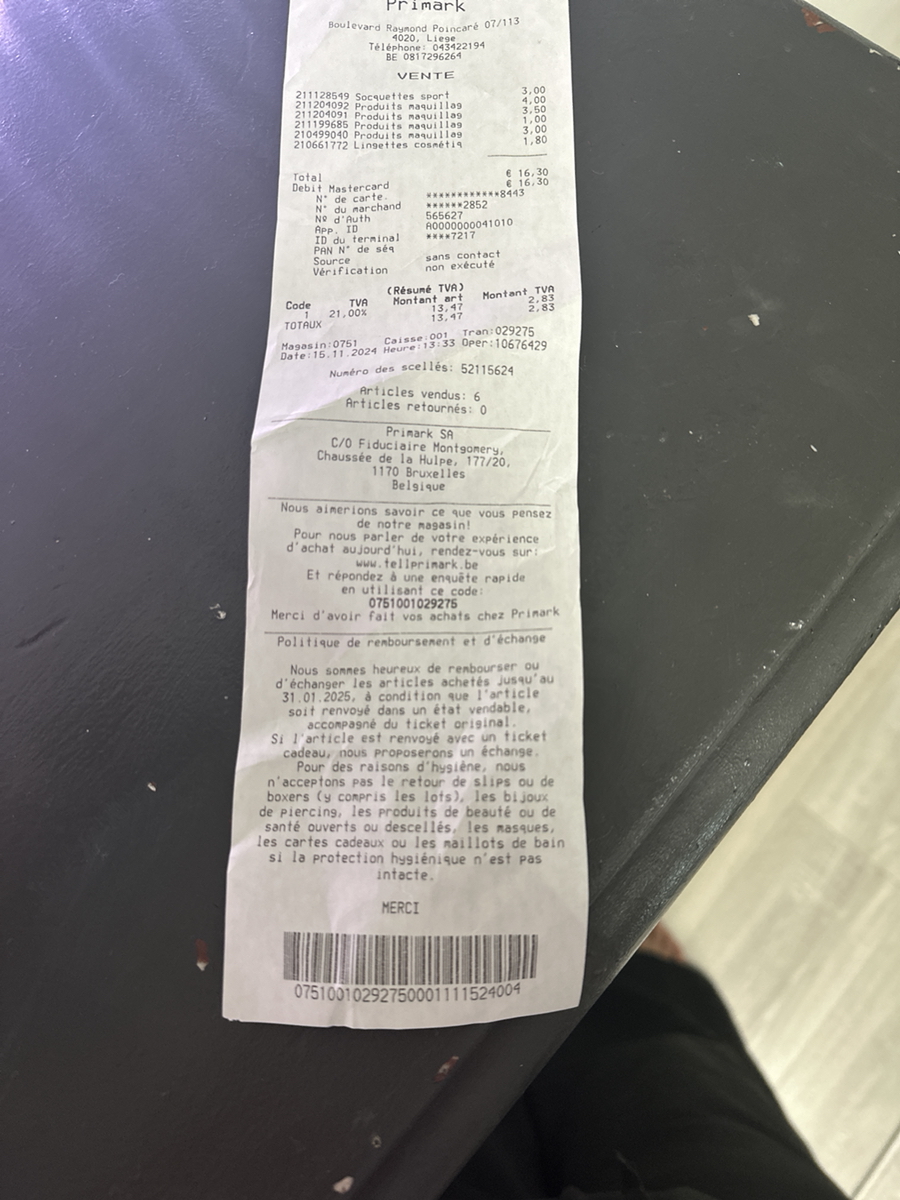 Primark
Boulevard Raymond Poincaré 07/113
4020, Liege
Téléphone: 043422194
BE 0817296264
VENTE
211128549 Socquettes sport 3,00
211204092 Produits maquillag 4,00
211204091 Produits maquillag 3,50
211199685 Produits maquillag 1,00
210499040 Produits maquillag 3,00
210661772 Lingettes cosmétiq 1,80
Total € 16,30
Debit Mastercard € 16,30
N° de carte. ************8443
N° du marchand ******2852
Nº d'Auth 565627
App. ID A0000000041010
ID du terminal ****7217
PAN N° de séq
Source sans contact
Vérification non exécuté
(Résumé TVA)
Code TVA Montant art Montant TVA
1 21,00% 13,47 2,83
TOTAUX 13,47 2,83
Magasin:0751 Caisse:001 Tran:029275
Date:15.11.2024 Heure:13:33 Oper:10676429
Numéro des scellés: 52115624
Articles vendus: 6
Articles retournés: 0
Primark SA
C/O Fiduciaire Montgomery,
Chaussée de la Hulpe, 177/20,
1170 Bruxelles
Belgique
Nous aimerions savoir ce que vous pensez
de notre magasin!
Pour nous parler de votre expérience
d'achat aujourd'hui, rendez-vous sur:
www.tellprimark.be
Et répondez à une enquête rapide
en utilisant ce code:
0751001029275
Merci d'avoir fait vos achats chez Primark
Politique de remboursement et d'échange
Nous sommes heureux de rembourser ou
d'échanger les articles achetés jusqu'au
31.01.2025, à condition que l'article
soit renvoyé dans un état vendable,
accompagné du ticket original.
Si l'article est renvoyé avec un ticket
cadeau, nous proposerons un échange.
Pour des raisons d'hygiène, nous
n'acceptons pas le retour de slips ou de
boxers (y compris les lots), les bijoux
de piercing, les produits de beauté ou de
santé ouverts ou descellés, les masques,
les cartes cadeaux ou les maillots de bain
si la protection hygiénique n'est pas
intacte.
MERCI
07510010292750001111524004